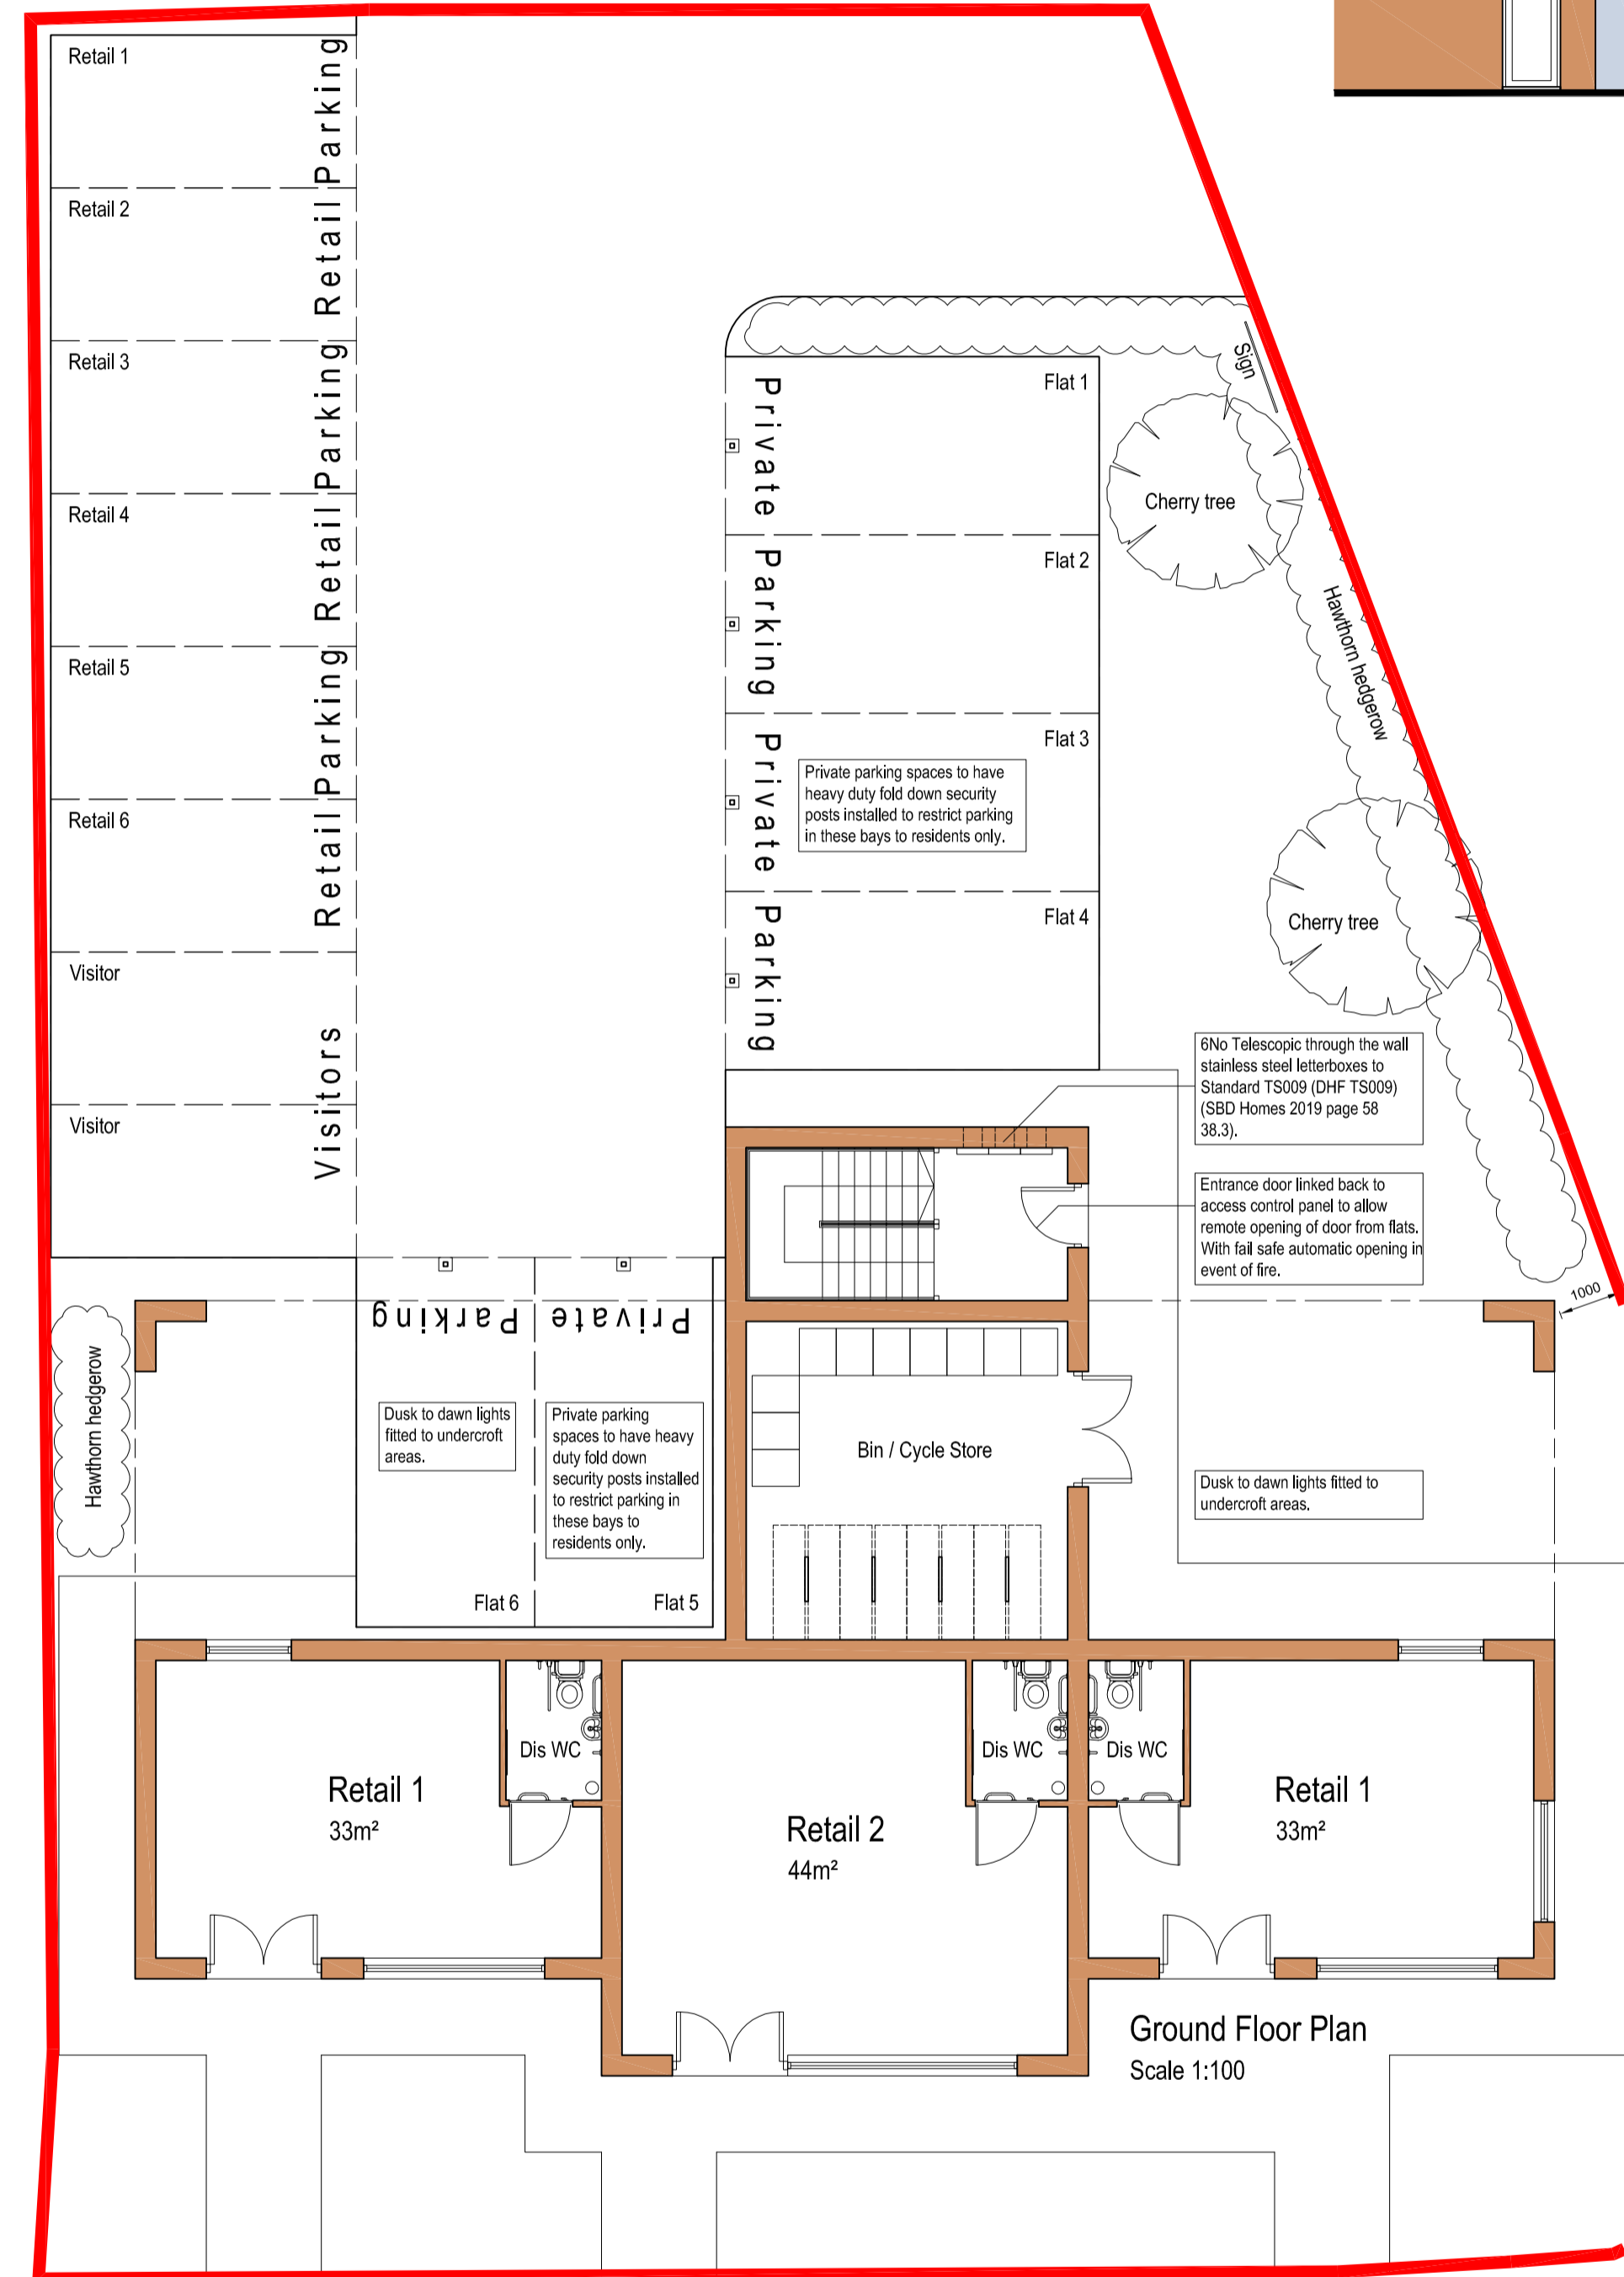 Retail 1
Retail 2
Retail 3
Retail 4
Retail 5
Retail 6
Visitor
Visitor
Retail Parking
Retail Parking
Retail Parking
Visitors
Sign
Flat 1
Flat 2
Flat 3
Flat 4
Private Parking
Private Parking
Private parking spaces to have
heavy duty fold down security
posts installed to restrict parking
in these bays to residents only.
Cherry tree
Hawthorn hedgerow
Cherry tree
6No Telescopic through the wall
stainless steel letterboxes to
Standard TS009 (DHF TS009)
(SBD Homes 2019 page 58
38.3).
Entrance door linked back to
access control panel to allow
remote opening of door from flats.
With fail safe automatic opening in
event of fire.
1000
Hawthorn hedgerow
Private Parking
Dusk to dawn lights
fitted to undercroft
areas.
Private parking
spaces to have heavy
duty fold down
security posts installed
to restrict parking in
these bays to
residents only.
Flat 6
Flat 5
Bin / Cycle Store
Dusk to dawn lights fitted to
undercroft areas.
Dis WC
Dis WC
Dis WC
Retail 1
33m²
Retail 2
44m²
Retail 1
33m²
Ground Floor Plan
Scale 1:100